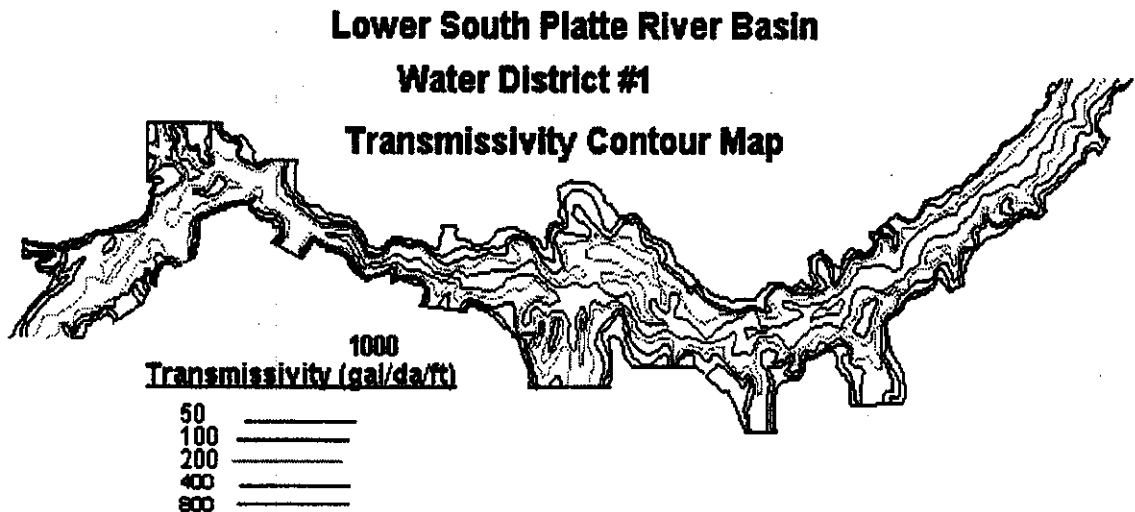 Lower South Platte River Basin
Water District #1
Transmissivity Contour Map
1000
Transmissivity (gal/da/ft)
50
100
200
400
800